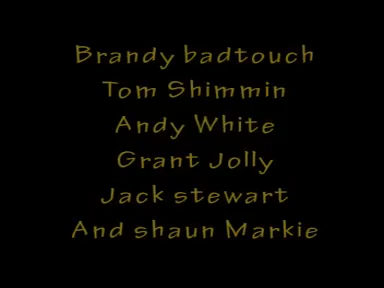 Brandy badtouch
Tom Shimmin
Andy White
Grant Jolly
Jack stewart
And shaun Markie